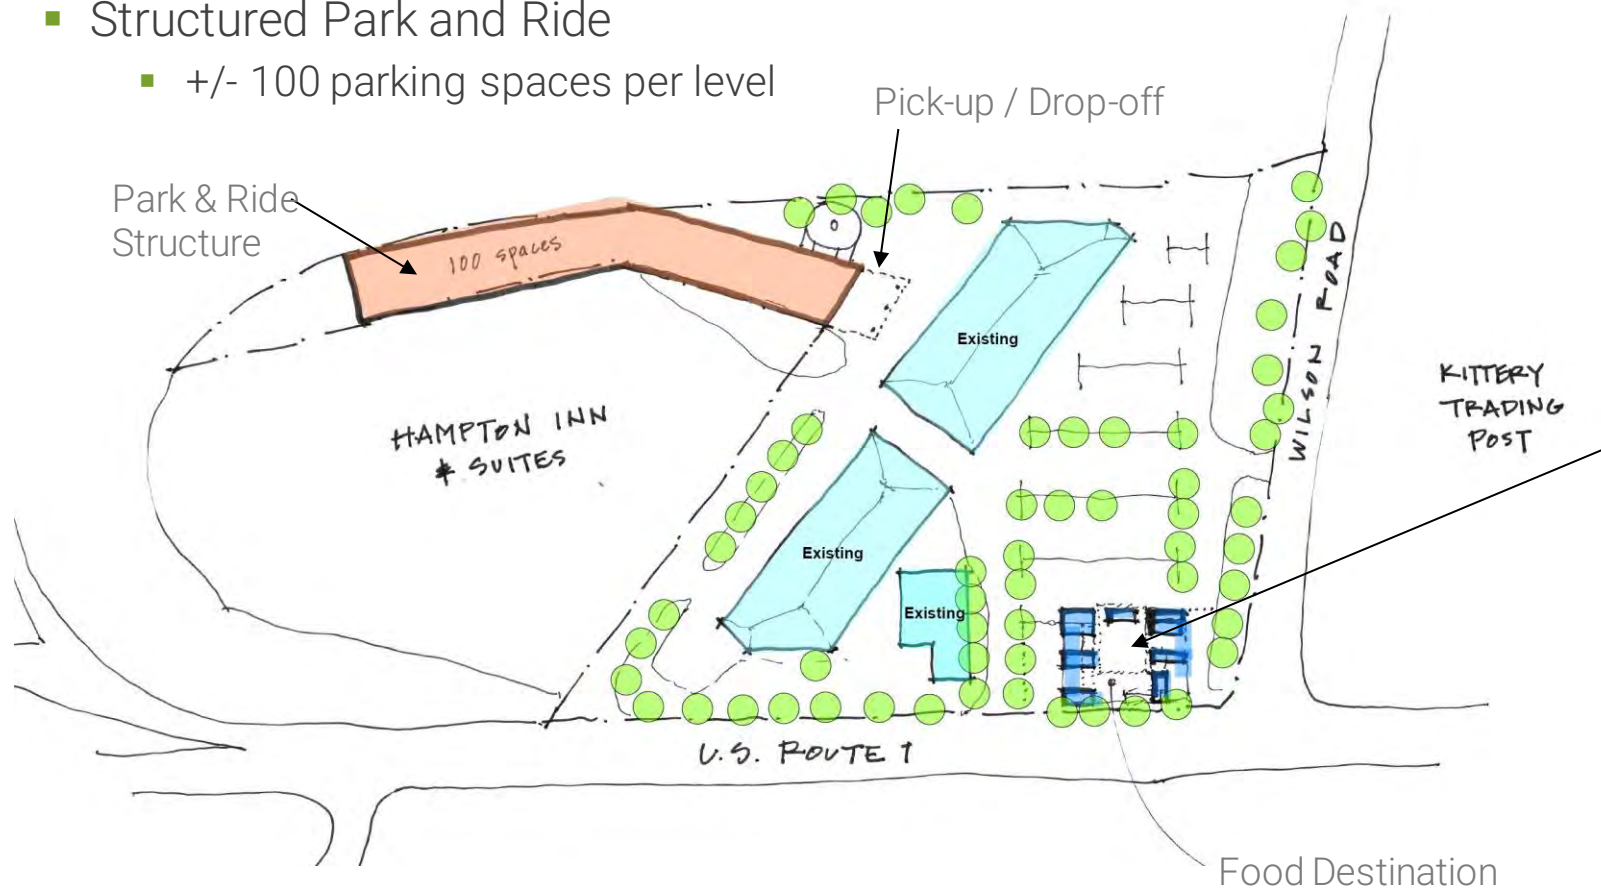 Structured Park and Ride
+/- 100 parking spaces per level
Pick-up / Drop-off
Park & Ride
Structure
100 spaces
Existing
WILSON ROAD
KITTERY
TRADING
POST
HAMPTON INN
& SUITES
Existing
Existing
U.S. ROUTE 1
Food Destination